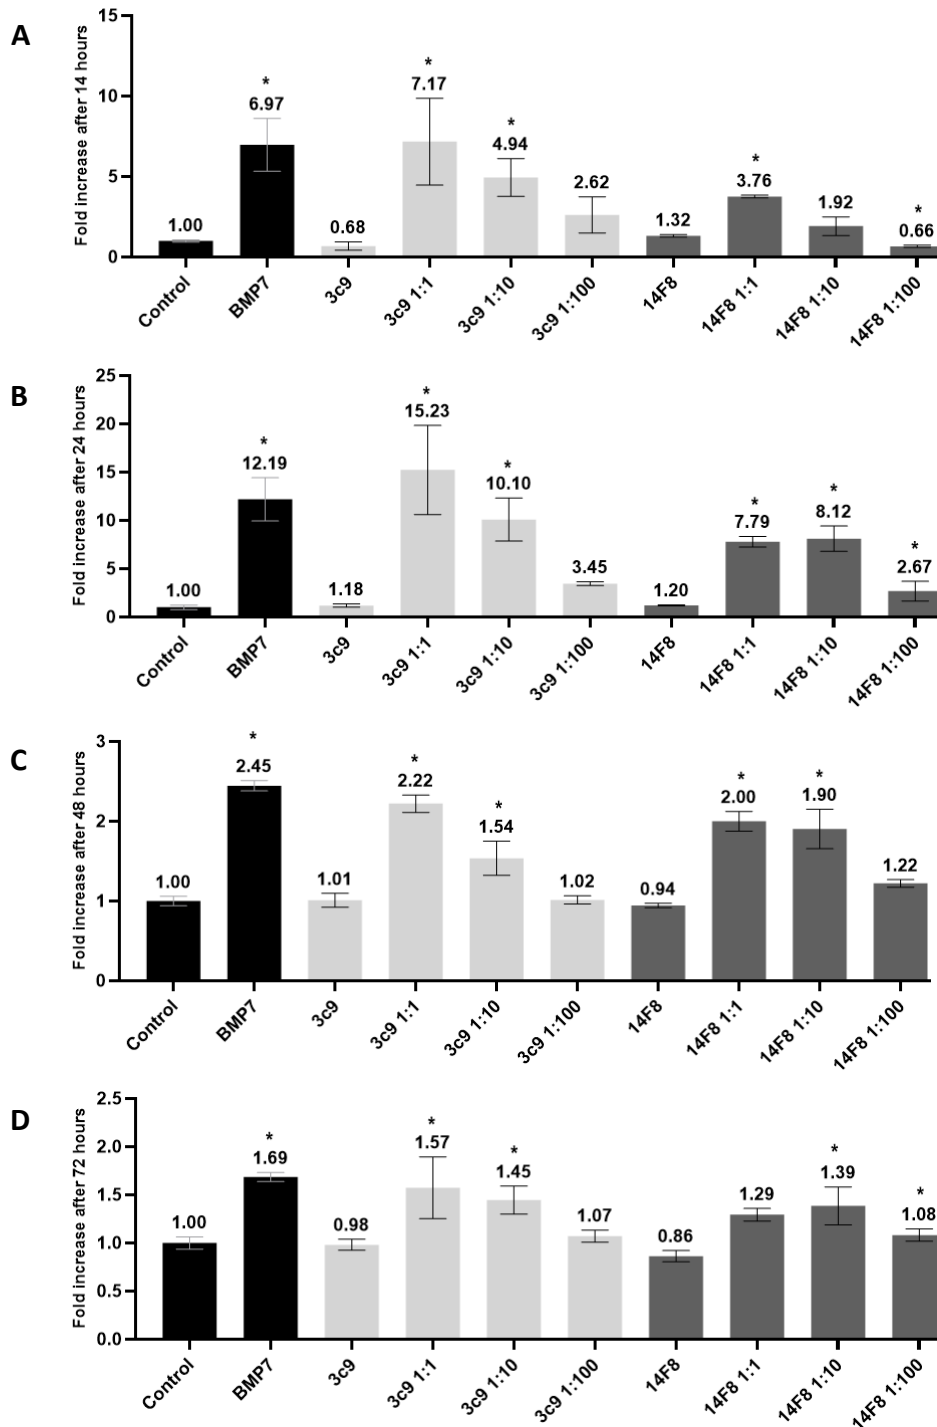 A
Fold increase after 14 hours
15
10
5
0
1.00
*
6.97
0.68
*
7.17
*
4.94
2.62
1.32
*
3.76
1.92
*
0.66
Control
BMP7
3c9
3c9 1:1
3c9 1:10
3c9 1:100
14F8
14F8 1:1
14F8 1:10
14F8 1:100
B
Fold increase after 24 hours
25
20
15
10
5
0
1.00
*
12.19
1.18
*
15.23
*
10.10
3.45
1.20
*
7.79
*
8.12
*
2.67
Control
BMP7
3c9
3c9 1:1
3c9 1:10
3c9 1:100
14F8
14F8 1:1
14F8 1:10
14F8 1:100
C
Fold increase after 48 hours
3
2
1
0
1.00
*
2.45
1.01
*
2.22
*
1.54
1.02
0.94
*
2.00
*
1.90
1.22
Control
BMP7
3c9
3c9 1:1
3c9 1:10
3c9 1:100
14F8
14F8 1:1
14F8 1:10
14F8 1:100
D
Fold increase after 72 hours
2.5
2.0
1.5
1.0
0.5
0.0
1.00
*
1.69
0.98
*
1.57
*
1.45
1.07
0.86
1.29
*
1.39
*
1.08
Control
BMP7
3c9
3c9 1:1
3c9 1:10
3c9 1:100
14F8
14F8 1:1
14F8 1:10
14F8 1:100